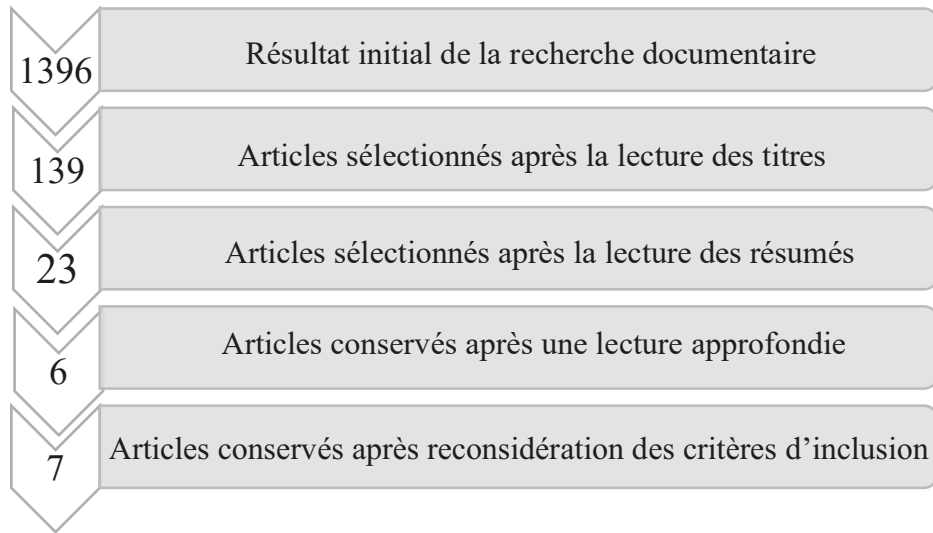 1396
Résultat initial de la recherche documentaire
139
Articles sélectionnés après la lecture des titres
23
Articles sélectionnés après la lecture des résumés
6
Articles conservés après une lecture approfondie
7
Articles conservés après reconsidération des critères d’inclusion